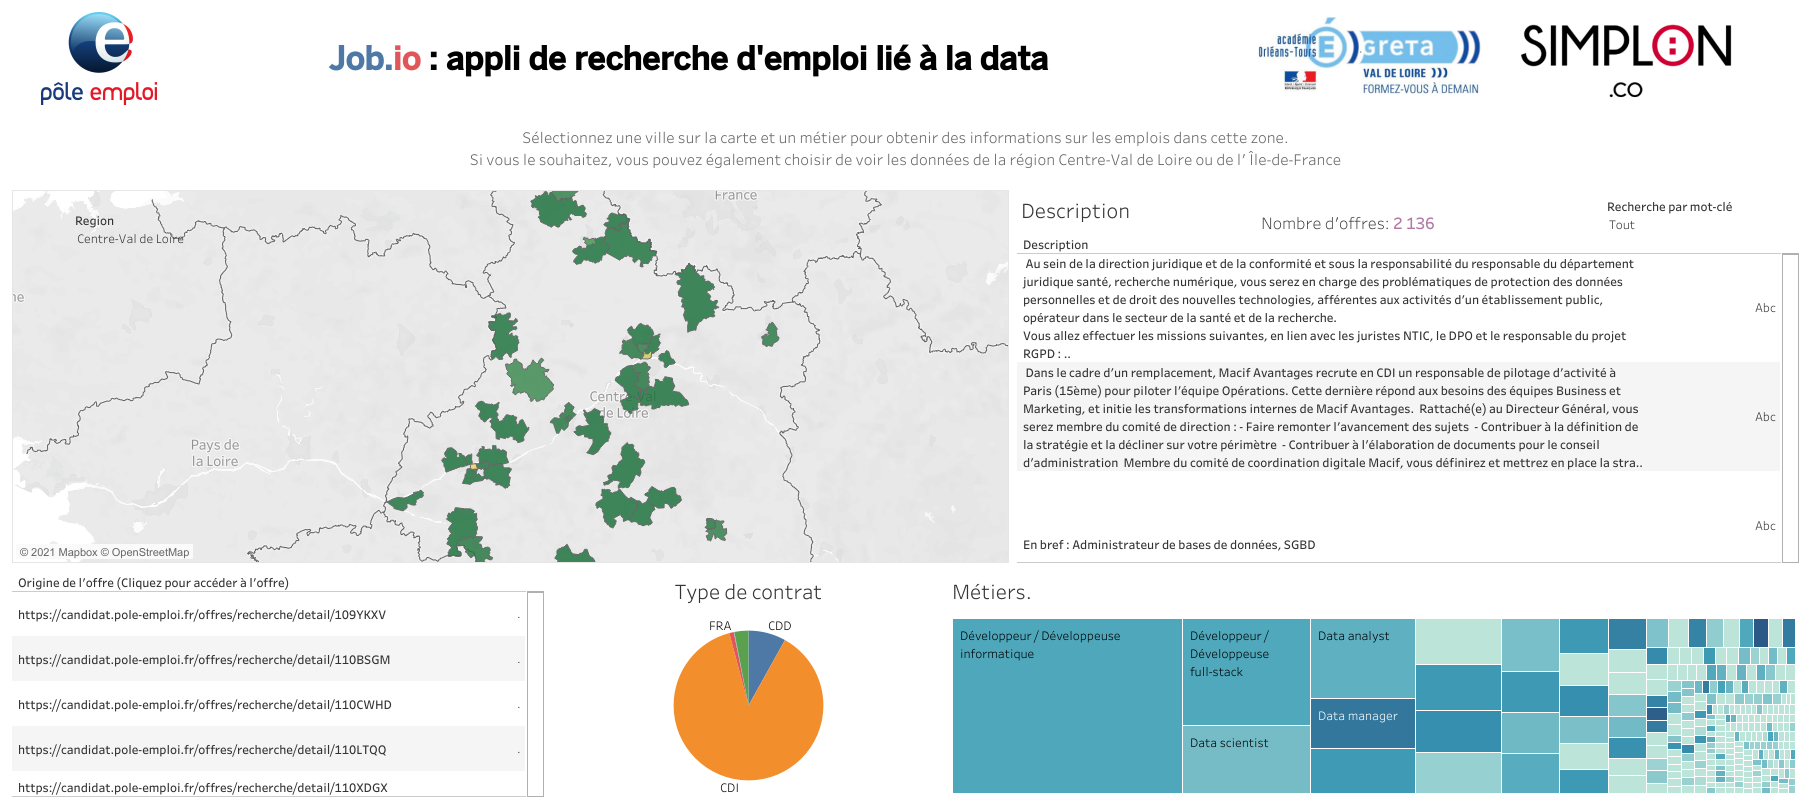 pôle emploi
Job.io : appli de recherche d'emploi lié à la data
académie
Orléans-Tours
É GRETA
VAL DE LOIRE )))
FORMEZ-VOUS À DEMAIN
SIMPLON
.CO
Sélectionnez une ville sur la carte et un métier pour obtenir des informations sur les emplois dans cette zone.
Si vous le souhaitez, vous pouvez également choisir de voir les données de la région Centre-Val de Loire ou de l' Île-de-France
France
Region
Centre-Val de Loire
ne
Centre-Val
de Loire
Pays de
la Loire
© 2021 Mapbox © OpenStreetMap
Description
Nombre d'offres: 2 136
Recherche par mot-clé
Tout
Description
Au sein de la direction juridique et de la conformité et sous la responsabilité du responsable du département
juridique santé, recherche numérique, vous serez en charge des problématiques de protection des données
personnelles et de droit des nouvelles technologies, afférentes aux activités d'un établissement public,
opérateur dans le secteur de la santé et de la recherche.
Vous allez effectuer les missions suivantes, en lien avec les juristes NTIC, le DPO et le responsable du projet
RGPD : ..
Abc
Dans le cadre d'un remplacement, Macif Avantages recrute en CDI un responsable de pilotage d'activité à
Paris (15ème) pour piloter l'équipe Opérations. Cette dernière répond aux besoins des équipes Business et
Marketing, et initie les transformations internes de Macif Avantages.  Rattaché(e) au Directeur Général, vous
serez membre du comité de direction : - Faire remonter l'avancement des sujets  - Contribuer à la définition de
la stratégie et la décliner sur votre périmètre  - Contribuer à l'élaboration de documents pour le conseil
d'administration  Membre du comité de coordination digitale Macif, vous définirez et mettrez en place la stra..
Abc
Abc
En bref : Administrateur de bases de données, SGBD
Origine de l'offre (Cliquez pour accéder à l'offre)
https://candidat.pole-emploi.fr/offres/recherche/detail/109YKXV .
https://candidat.pole-emploi.fr/offres/recherche/detail/110BSGM .
https://candidat.pole-emploi.fr/offres/recherche/detail/110CWHD .
https://candidat.pole-emploi.fr/offres/recherche/detail/110LTQQ .
https://candidat.pole-emploi.fr/offres/recherche/detail/110XDGX
Type de contrat
FRA
CDD
CDI
Métiers.
Développeur / Développeuse
informatique
Développeur /
Développeuse
full-stack
Data scientist
Data analyst
Data manager